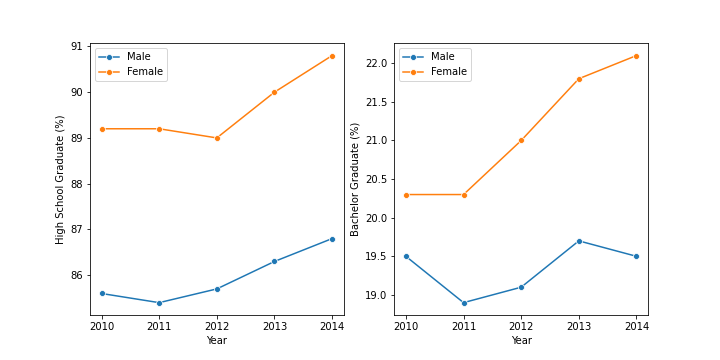 High School Graduate (%)
91
90
89
88
87
86
Male
Female
2010 2011 2012 2013 2014
Year
Bachelor Graduate (%)
22.0
21.5
21.0
20.5
20.0
19.5
19.0
Male
Female
2010 2011 2012 2013 2014
Year